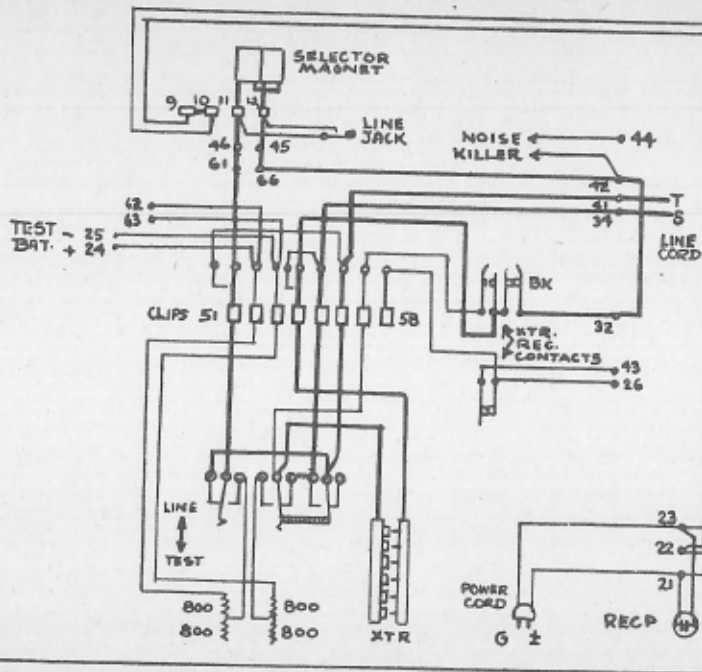 SELECTOR
MAGNET
9 10 11 12
LINE
JACK
46 45
61 66
NOISE 44
KILLER
42
62
63
41 T
34 S
TEST - 25
BAT. + 24
LINE
CORD
BK
CLIPS 51 58
32
XTR.
REC.
CONTACTS
43
26
LINE
TEST
23
22
21
POWER
CORD
G ±
RECP
800 800
800 800
XTR